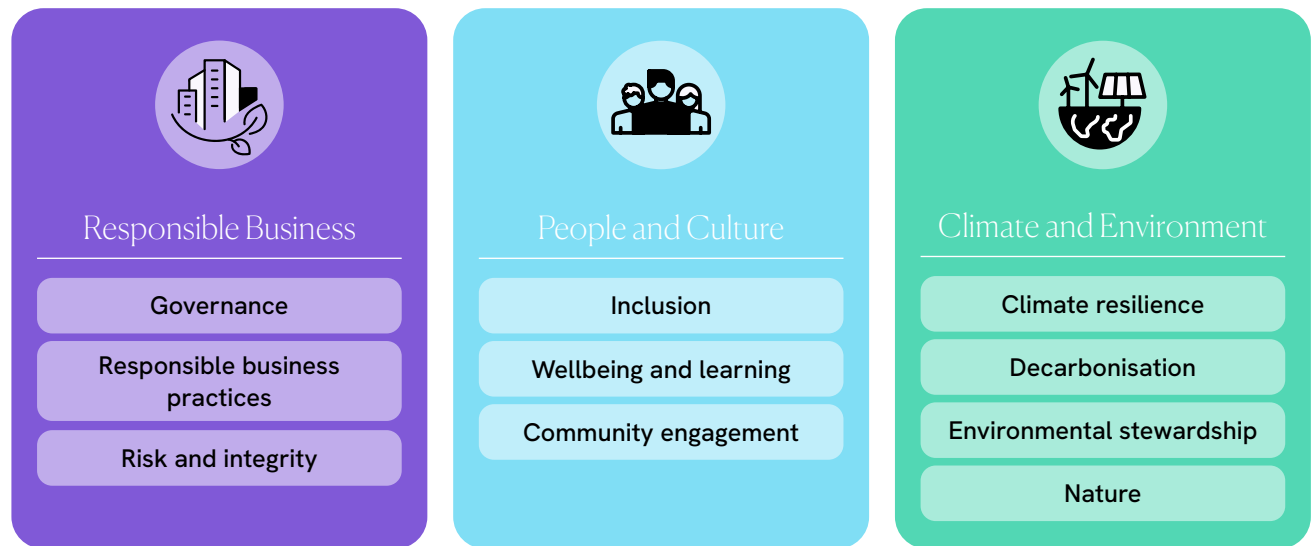 Responsible Business
Governance
Responsible business
practices
Risk and integrity
People and Culture
Inclusion
Wellbeing and learning
Community engagement
Climate and Environment
Climate resilience
Decarbonisation
Environmental stewardship
Nature